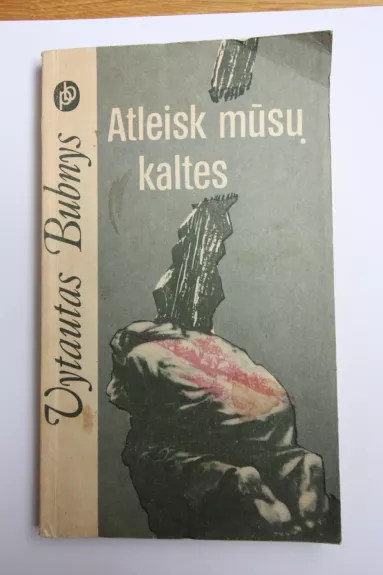 Atleisk mūsų
kaltes
Vytautas Bubnys